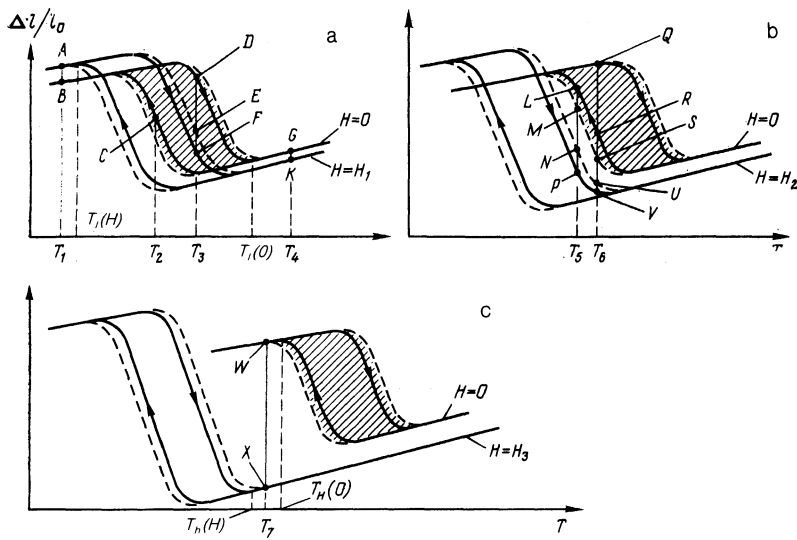 Δl/l₀
a
A
B
C
D
E
F
G
K
H=0
H=H₁
T₁
T₁(H)
T₂
T₃
T₁(0)
T₄
b
Q
L
M
N
P
R
S
U
V
H=0
H=H₂
T₅
T₆
T
c
W
X
H=0
H=H₃
Tₕ(H)
T₇
T_H(0)
T